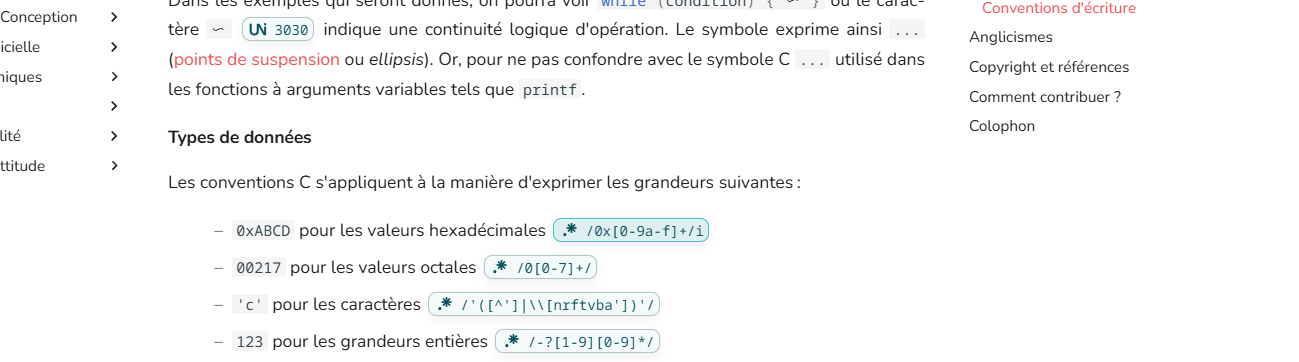 Conception
icielle
niques
lité
ttitude
Dans les exemples qui seront donnés, on pourra voir while (condition) { 〰 } ou le carac-
tère 〰 UN 3030 indique une continuité logique d'opération. Le symbole exprime ainsi ...
(points de suspension ou ellipsis). Or, pour ne pas confondre avec le symbole C ... utilisé dans
les fonctions à arguments variables tels que printf.
Types de données
Les conventions C s'appliquent à la manière d'exprimer les grandeurs suivantes :
– 0xABCD pour les valeurs hexadécimales .* /0x[0-9a-f]+/i
– 00217 pour les valeurs octales .* /0[0-7]+/
– 'c' pour les caractères .* /'([^']|\\[nrftvba'])'/
– 123 pour les grandeurs entières .* /-?[1-9][0-9]*/
Conventions d'écriture
Anglicismes
Copyright et références
Comment contribuer ?
Colophon